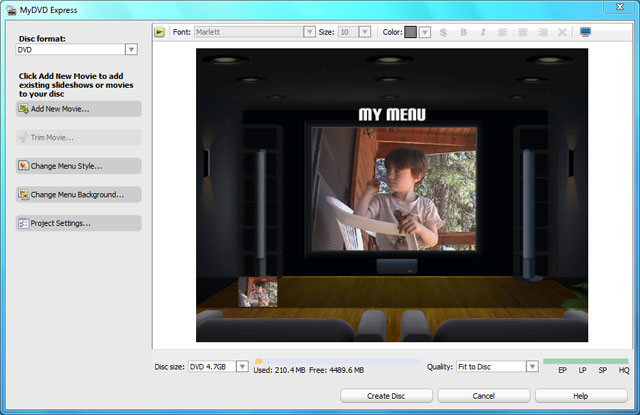 MyDVD Express
Disc format:
DVD
Click Add New Movie to add
existing slideshows or movies
to your disc
Add New Movie...
Trim Movie...
Change Menu Style...
Change Menu Background...
Project Settings...
Font: Marlett Size: 10 Color: S B I
MY MENU
Disc size: DVD 4.7GB Used: 210.4 MB Free: 4489.6 MB Quality: Fit to Disc EP LP SP HQ
Create Disc Cancel Help